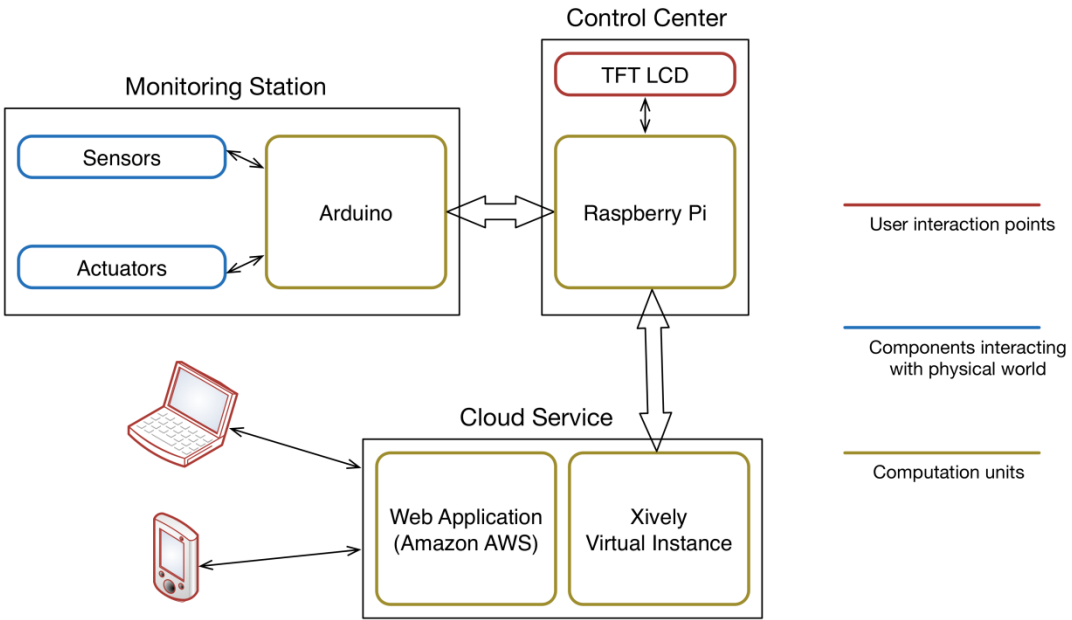 Control Center
TFT LCD
Monitoring Station
Sensors
Arduino
Raspberry Pi
Actuators
User interaction points
Components interacting
with physical world
Cloud Service
Computation units
Web Application
(Amazon AWS)
Xively
Virtual Instance